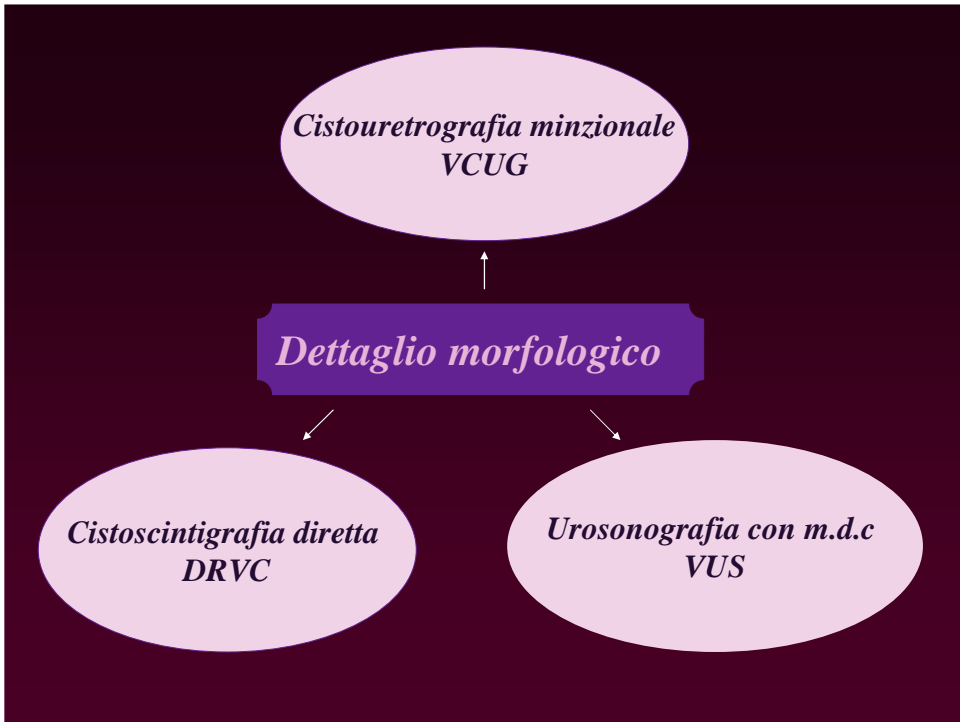 Cistouretrografia minzionale
VCUG
Dettaglio morfologico
Cistoscintigrafia diretta
DRVC
Urosonografia con m.d.c
VUS